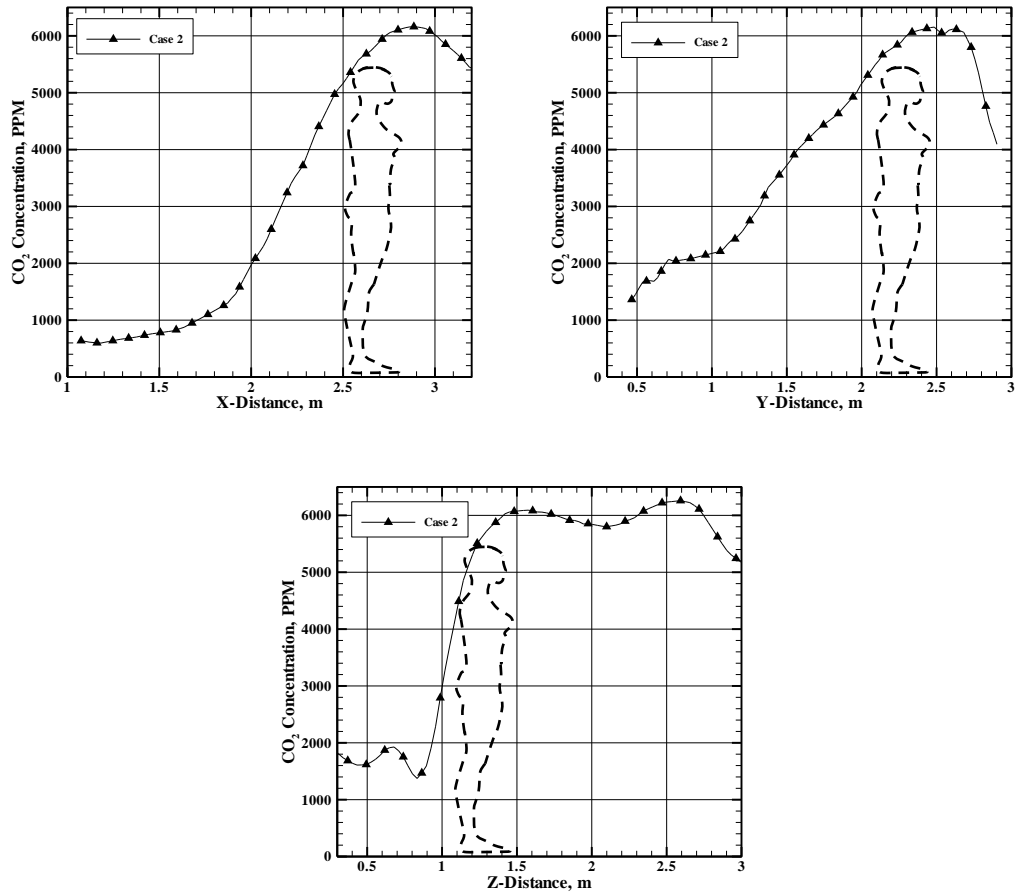 6000
5000
4000
3000
2000
1000
0
CO₂ Concentration, PPM
Case 2
1 1.5 2 2.5 3
X-Distance, m
6000
5000
4000
3000
2000
1000
0
CO₂ Concentration, PPM
Case 2
0.5 1 1.5 2 2.5 3
Y-Distance, m
6000
5000
4000
3000
2000
1000
0
CO₂ Concentration, PPM
Case 2
0.5 1 1.5 2 2.5 3
Z-Distance, m